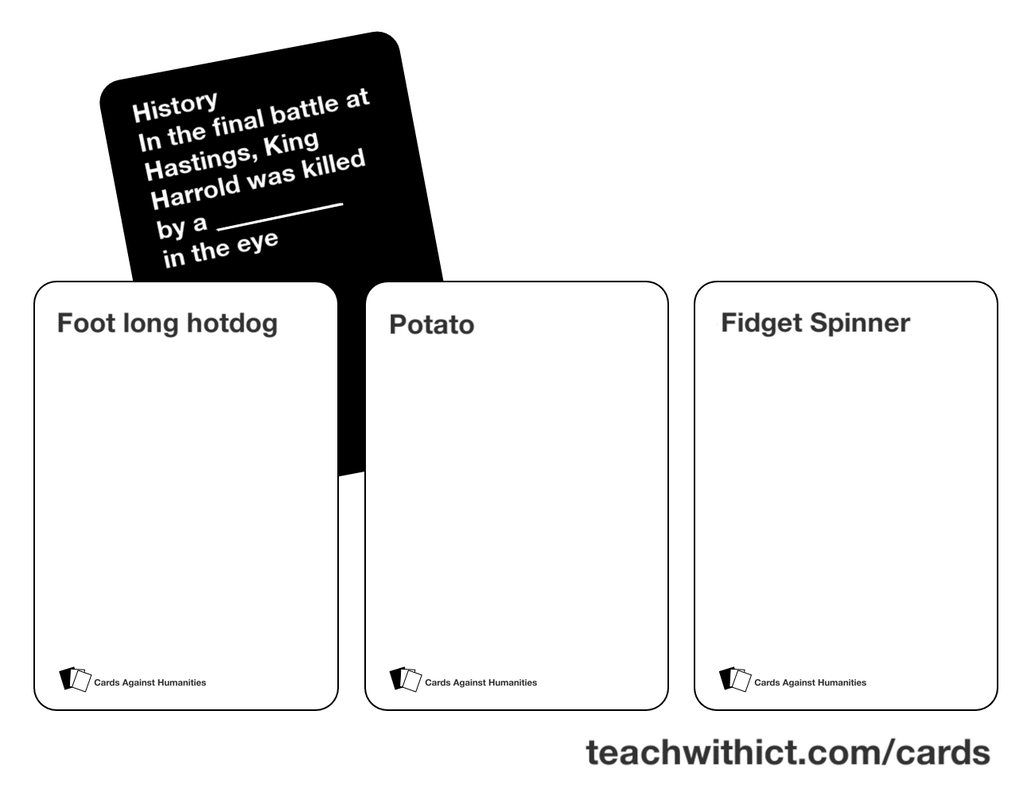 History
In the final battle at
Hastings, King
Harrold was killed
by a __________
in the eye
Foot long hotdog
Potato
Fidget Spinner
Cards Against Humanities
Cards Against Humanities
Cards Against Humanities
teachwithict.com/cards